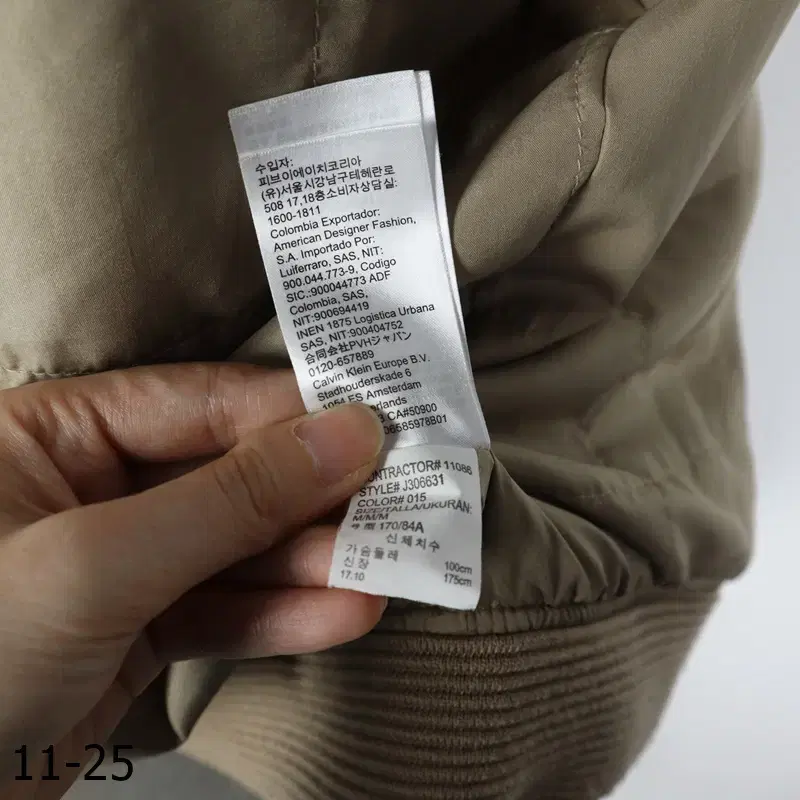 수입자:
피브이에이치코리아
(유)서울시강남구테헤란로
508 17,18층소비자상담실:
1600-1811
Colombia Exportador:
American Designer Fashion,
S.A. Importado Por:
Luiferraro, SAS, NIT:
900.044.773-9, Codigo
SIC.:900044773 ADF
Colombia, SAS,
NIT:900694419
INEN 1875 Logistica Urbana
SAS, NIT:900404752
合同会社PVHジャパン
0120-657889
Calvin Klein Europe B.V.
Stadhouderskade 6
1054 ES Amsterdam
CA#50900
CONTRACTOR# 11086
STYLE# J306631
COLOR# 015
SIZE/TALLA/UKURAN:
M/M/M
170/84A
신체치수
가슴둘레 100cm
신장 175cm
17.10
11-25